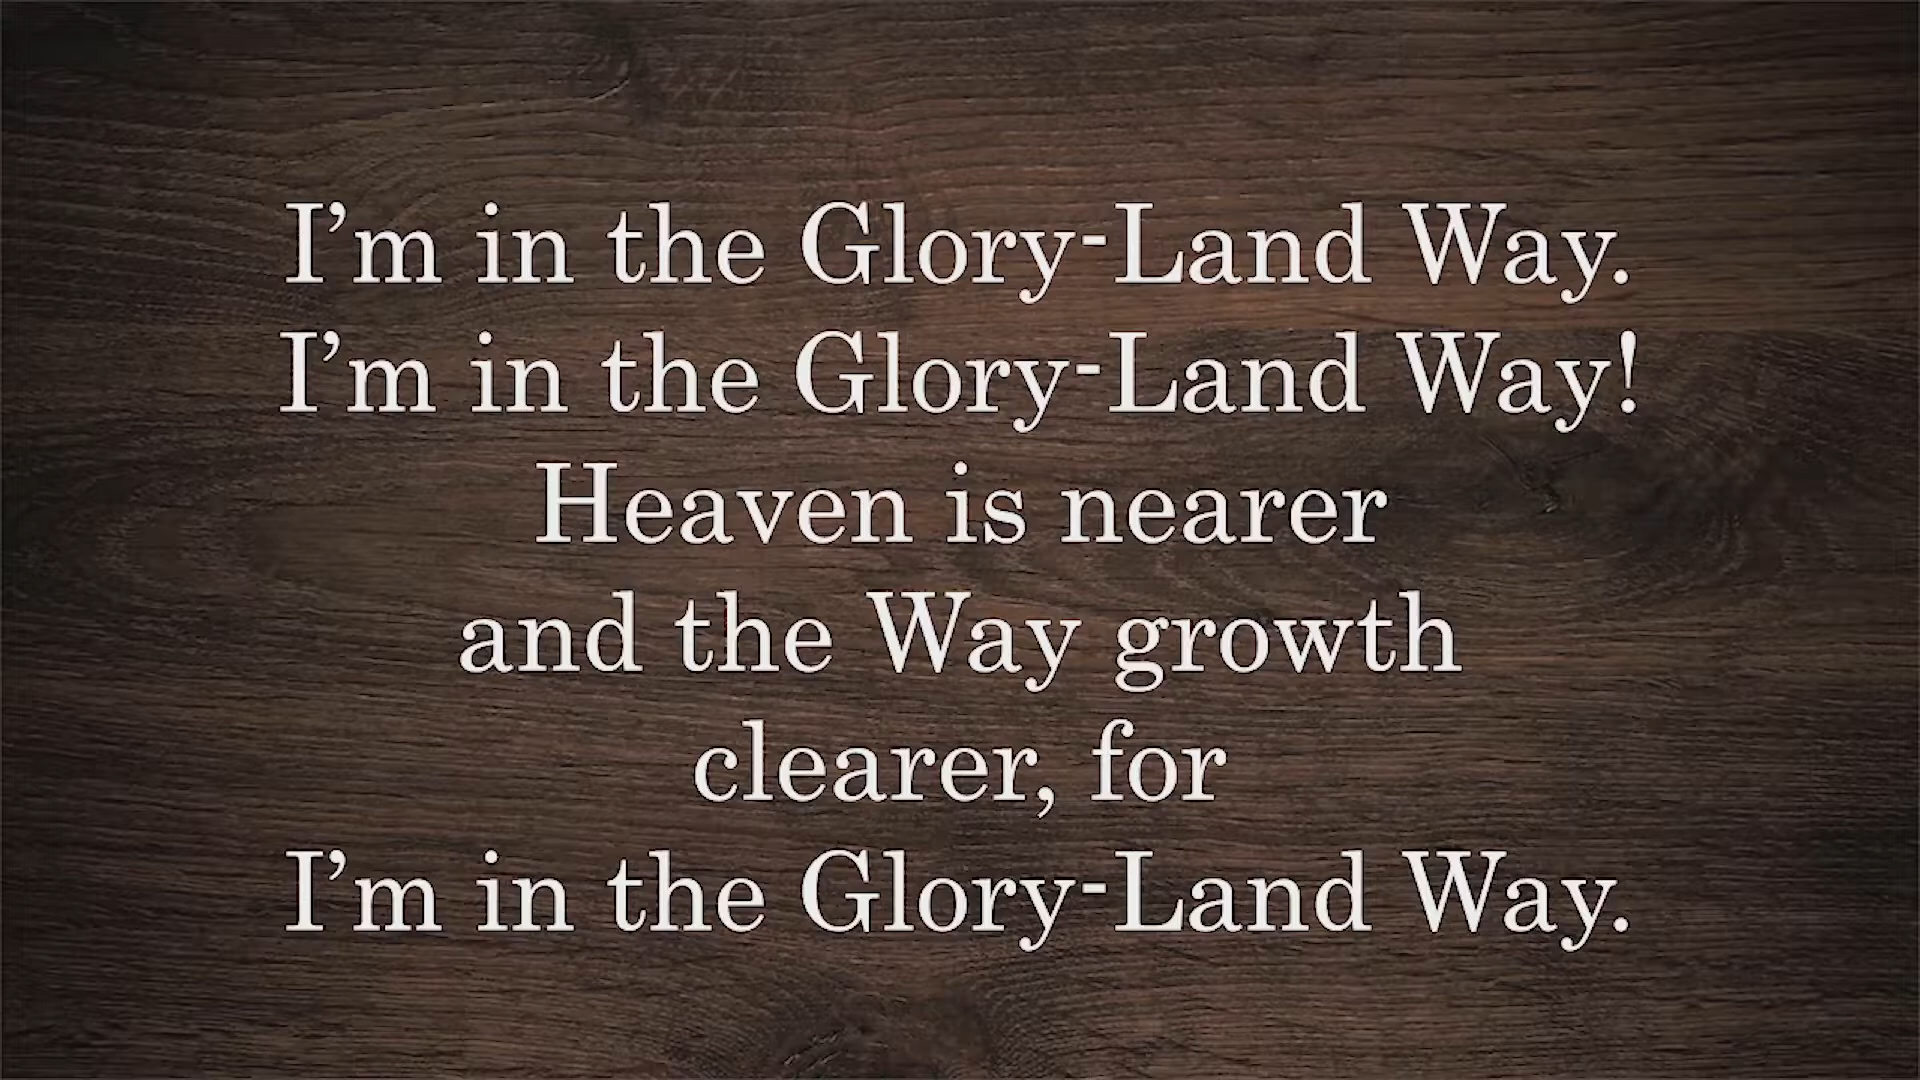 I’m in the Glory-Land Way.
I’m in the Glory-Land Way!
Heaven is nearer
and the Way growth
clearer, for
I’m in the Glory-Land Way.